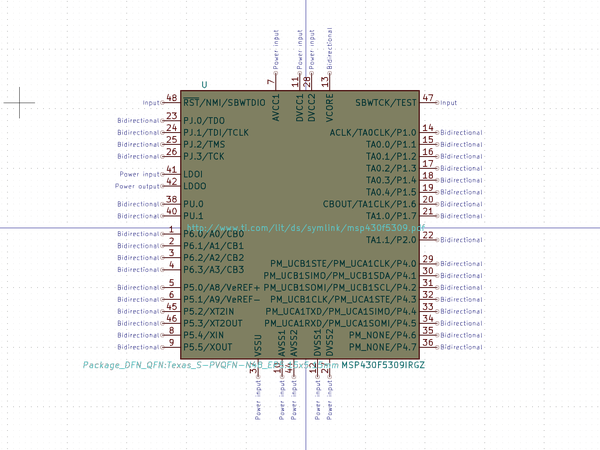 Power input
Power input
Power input
Bidirectional
7
11
28
13
U
AVCC1
DVCC1
DVCC2
VCORE
Input 48 RST/NMI/SBWTDIO SBWTCK/TEST 47 Input
Bidirectional 23 PJ.0/TDO
Bidirectional 24 PJ.1/TDI/TCLK ACLK/TA0CLK/P1.0 14 Bidirectional
Bidirectional 25 PJ.2/TMS TA0.0/P1.1 15 Bidirectional
Bidirectional 26 PJ.3/TCK TA0.1/P1.2 16 Bidirectional
TA0.2/P1.3 17 Bidirectional
Power input 41 LDOI TA0.3/P1.4 18 Bidirectional
Power output 42 LDOO TA0.4/P1.5 19 Bidirectional
Bidirectional 38 PU.0 CBOUT/TA1CLK/P1.6 20 Bidirectional
Bidirectional 40 PU.1 TA1.0/P1.7 21 Bidirectional
http://www.ti.com/lit/ds/symlink/msp430f5309.pdf
Bidirectional 1 P6.0/A0/CB0 TA1.1/P2.0 22 Bidirectional
Bidirectional 2 P6.1/A1/CB1
Bidirectional 3 P6.2/A2/CB2
Bidirectional 4 P6.3/A3/CB3 PM_UCB1STE/PM_UCA1CLK/P4.0 29 Bidirectional
PM_UCB1SIMO/PM_UCB1SDA/P4.1 30 Bidirectional
Bidirectional 5 P5.0/A8/VeREF+ PM_UCB1SOMI/PM_UCB1SCL/P4.2 31 Bidirectional
Bidirectional 6 P5.1/A9/VeREF− PM_UCB1CLK/PM_UCA1STE/P4.3 32 Bidirectional
Bidirectional 45 P5.2/XT2IN PM_UCA1TXD/PM_UCA1SIMO/P4.4 33 Bidirectional
Bidirectional 46 P5.3/XT2OUT PM_UCA1RXD/PM_UCA1SOMI/P4.5 34 Bidirectional
Bidirectional 8 P5.4/XIN PM_NONE/P4.6 35 Bidirectional
Bidirectional 9 P5.5/XOUT PM_NONE/P4.7 36 Bidirectional
VSSU
AVSS1
AVSS2
DVSS1
DVSS2
MSP430F5309IRGZ
Power input
Power input
Power input
Power input
Power input